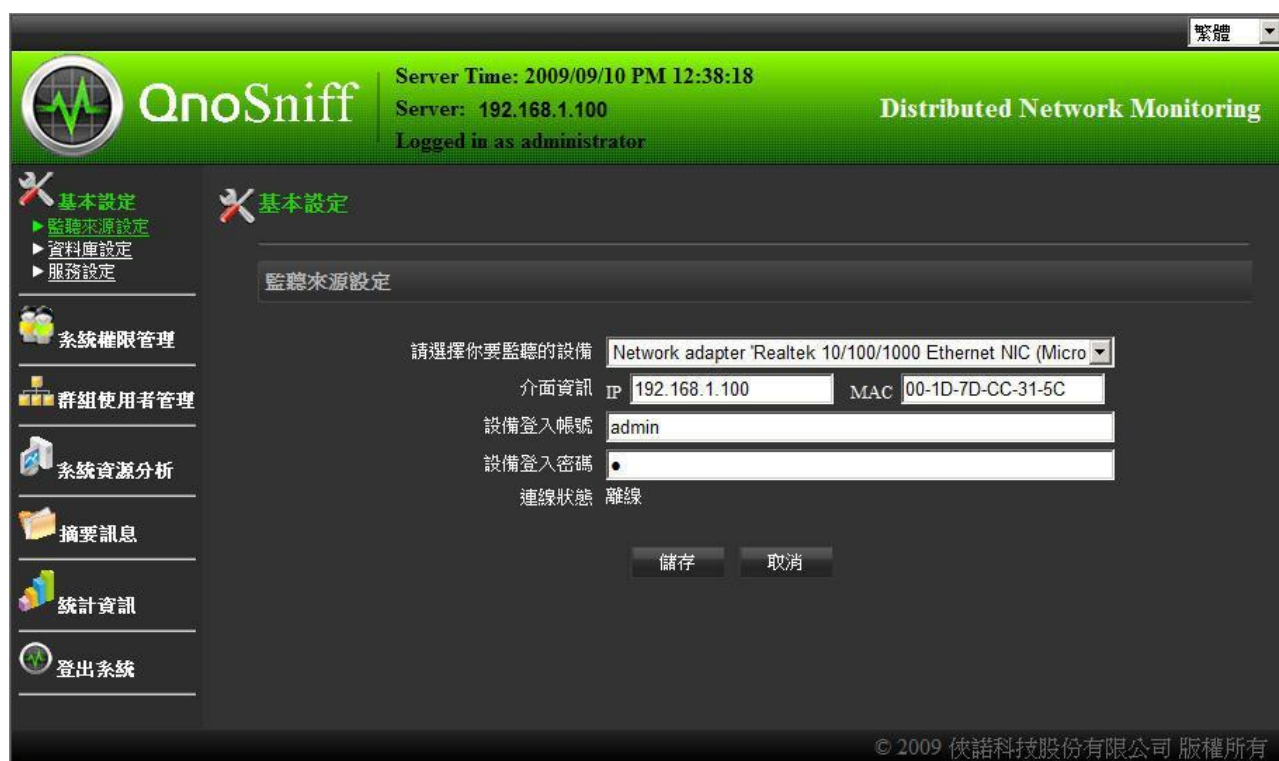 繁體
QnoSniff
Server Time: 2009/09/10 PM 12:38:18
Server: 192.168.1.100
Logged in as administrator
Distributed Network Monitoring
基本設定
監聽來源設定
資料庫設定
服務設定
系統權限管理
群組使用者管理
系統資源分析
摘要訊息
統計資訊
登出系統
基本設定
監聽來源設定
請選擇你要監聽的設備 Network adapter 'Realtek 10/100/1000 Ethernet NIC (Micro
介面資訊 IP 192.168.1.100 MAC 00-1D-7D-CC-31-5C
設備登入帳號 admin
設備登入密碼 ●
連線狀態 離線
儲存 取消
© 2009 俠諾科技股份有限公司 版權所有